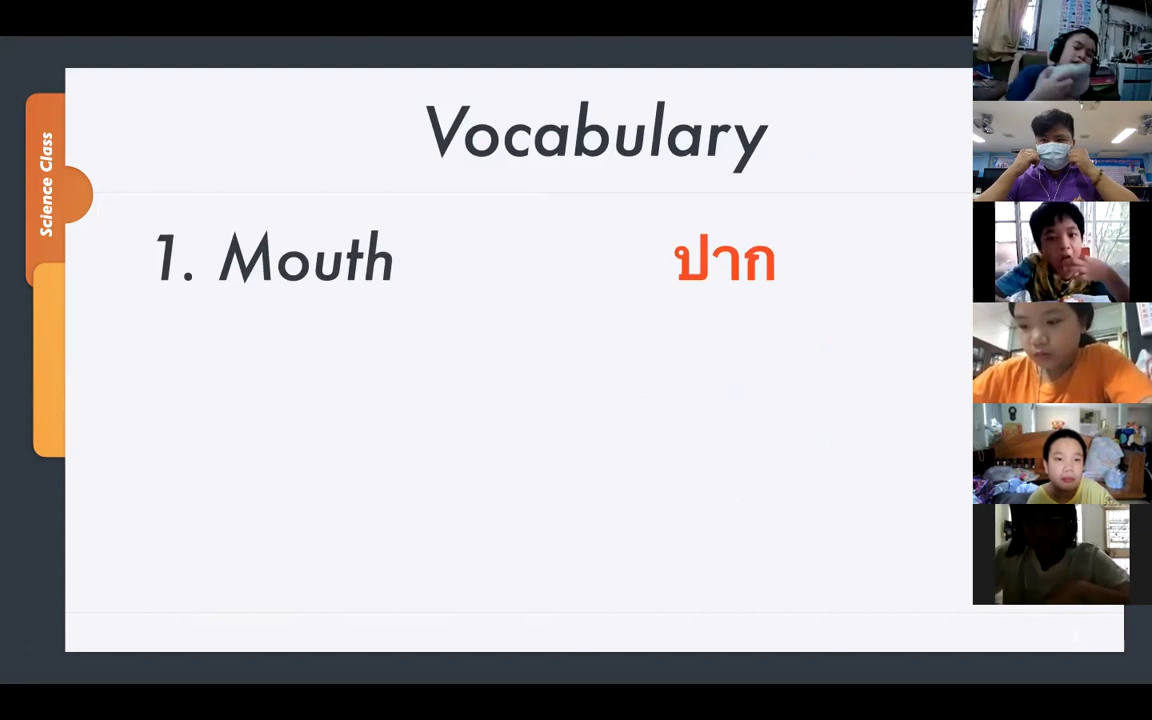 Science Class
Vocabulary
1. Mouth ปาก